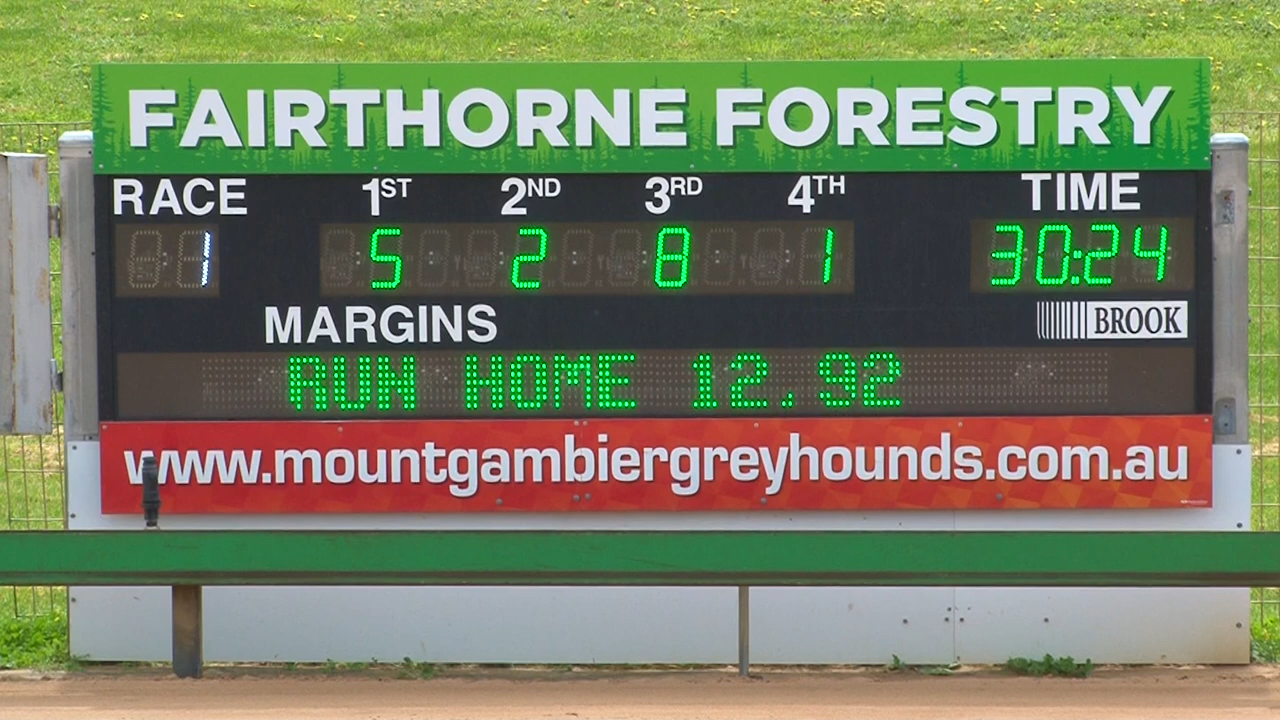 FAIRTHORNE FORESTRY
RACE 1ST 2ND 3RD 4TH TIME
1 5 2 8 1 30:24
MARGINS BROOK
RUN HOME 12.92
www.mountgambiergreyhounds.com.au